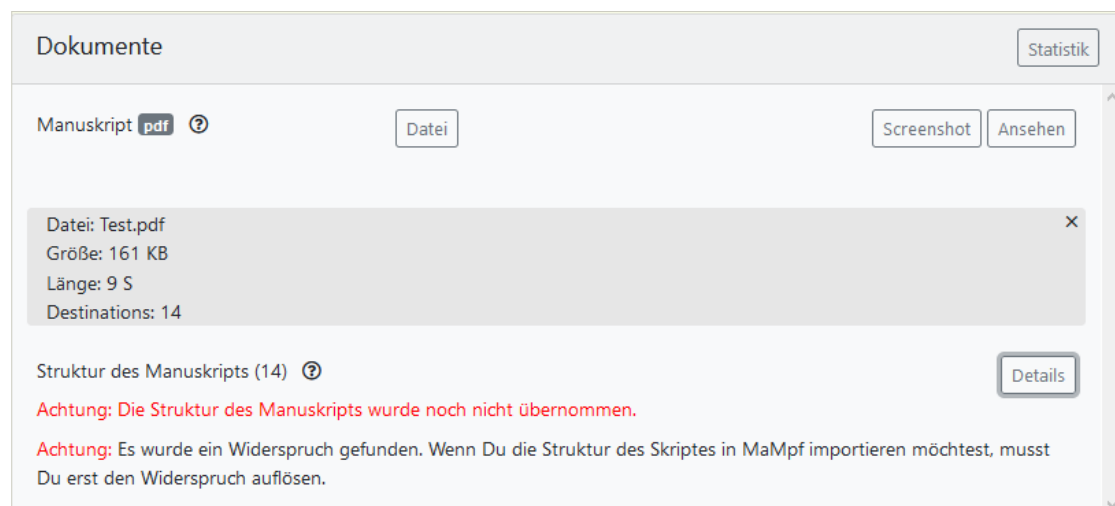 Dokumente
Statistik
Manuskript pdf
Datei
Screenshot
Ansehen
Datei: Test.pdf
Größe: 161 KB
Länge: 9 S
Destinations: 14
Struktur des Manuskripts (14)
Details
Achtung: Die Struktur des Manuskripts wurde noch nicht übernommen.
Achtung: Es wurde ein Widerspruch gefunden. Wenn Du die Struktur des Skriptes in MaMpf importieren möchtest, musst
Du erst den Widerspruch auflösen.